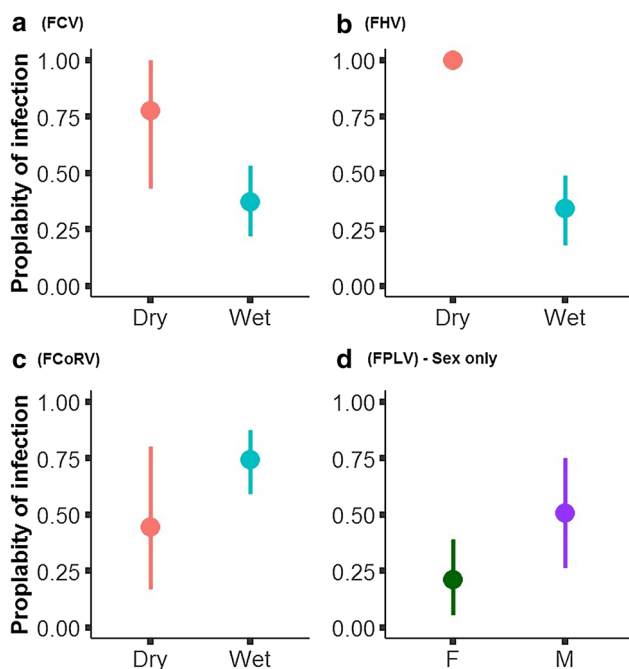 a (FCV)
Proplabity of infection
1.00
0.75
0.50
0.25
0.00
Dry Wet
b (FHV)
1.00
0.75
0.50
0.25
0.00
Dry Wet
c (FCoRV)
Proplabity of infection
1.00
0.75
0.50
0.25
0.00
Dry Wet
d (FPLV) - Sex only
1.00
0.75
0.50
0.25
0.00
F M